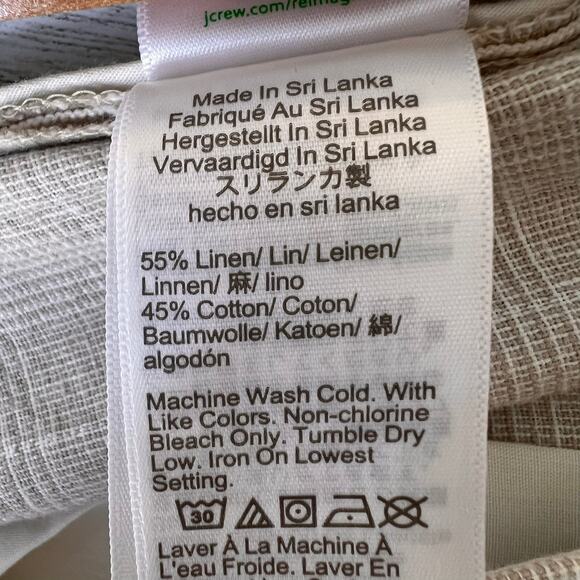 jcrew.com/reimag
Made In Sri Lanka
Fabriqué Au Sri Lanka
Hergestellt In Sri Lanka
Vervaardigd In Sri Lanka
スリランカ製
hecho en sri lanka
55% Linen/ Lin/ Leinen/
Linnen/ 麻/ lino
45% Cotton/ Coton/
Baumwolle/ Katoen/ 綿/
algodón
Machine Wash Cold. With
Like Colors. Non-chlorine
Bleach Only. Tumble Dry
Low. Iron On Lowest
Setting.
30
Laver À La Machine À
L'eau Froide. Laver En